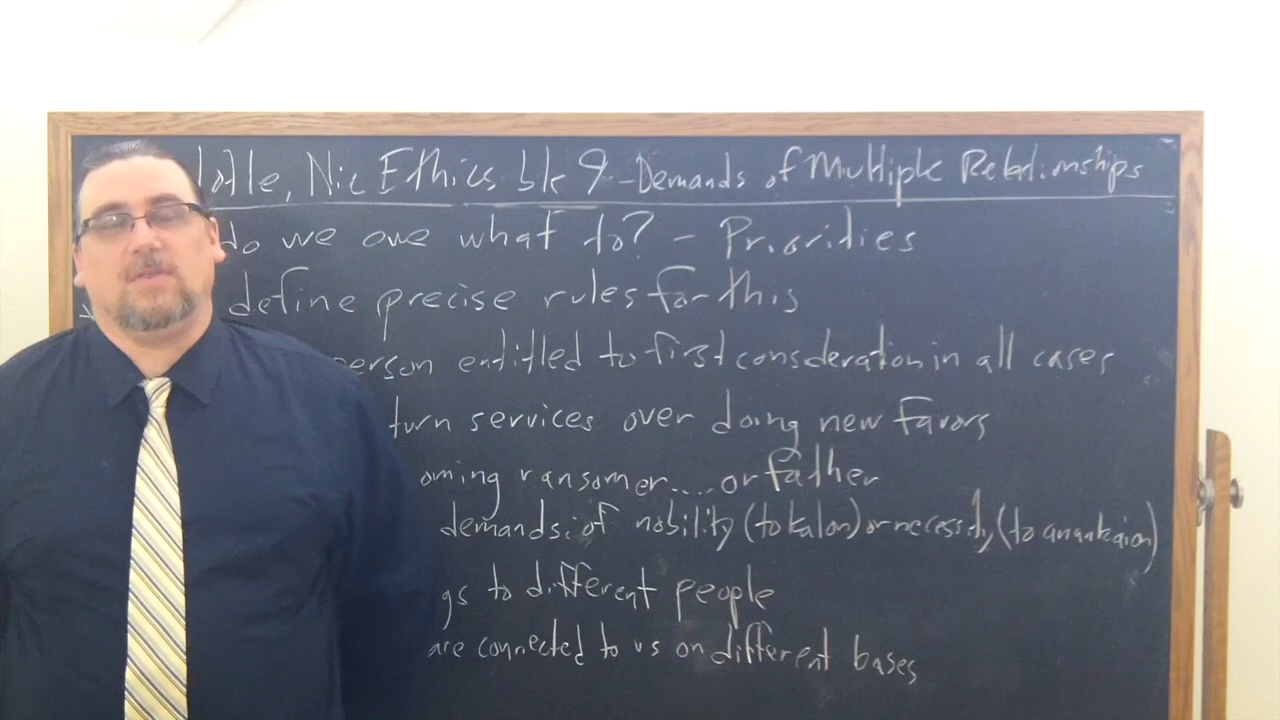 totle, Nic Ethics bk 9 - Demands of Multiple Relationships
do we owe what to? - Priorities
define precise rules for this
erson entitled to first consideration in all cases
turn services over doing new favors
oming ransomer.... or father
demands of nobility (to kalon) or necessity (to anankaion)
gs to different people
are connected to us on different bases